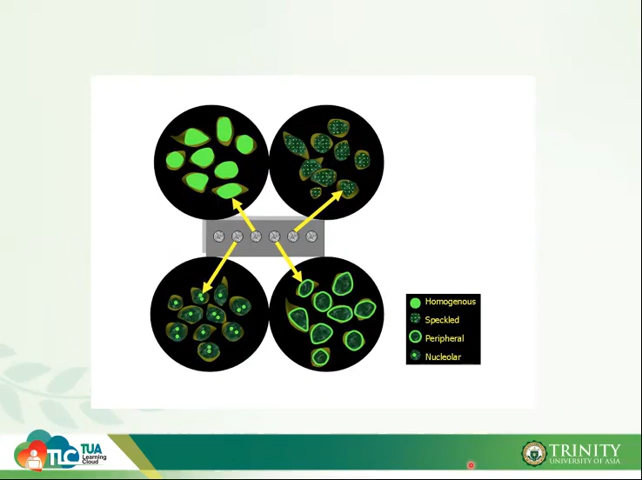 Homogenous
Speckled
Peripheral
Nucleolar
TLC
TUA
Learning
Cloud
TRINITY
UNIVERSITY OF ASIA